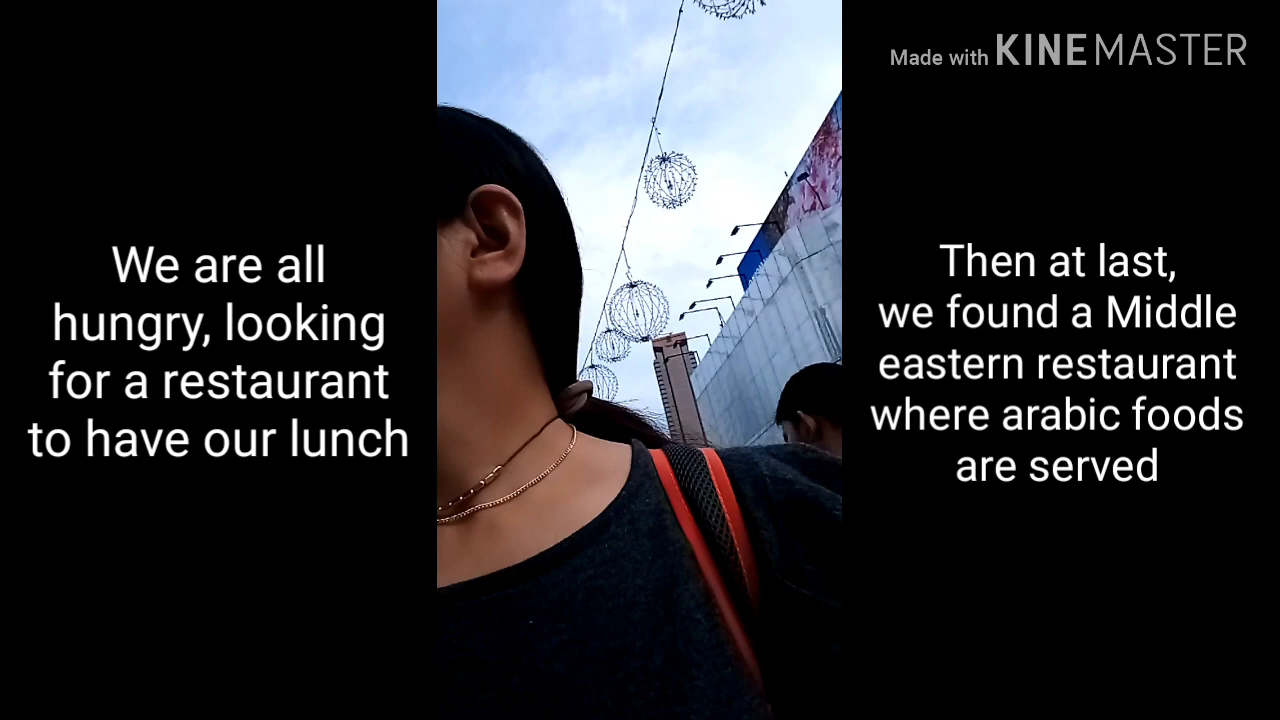 We are all
hungry, looking
for a restaurant
to have our lunch
Made with KINEMASTER
Then at last,
we found a Middle
eastern restaurant
where arabic foods
are served